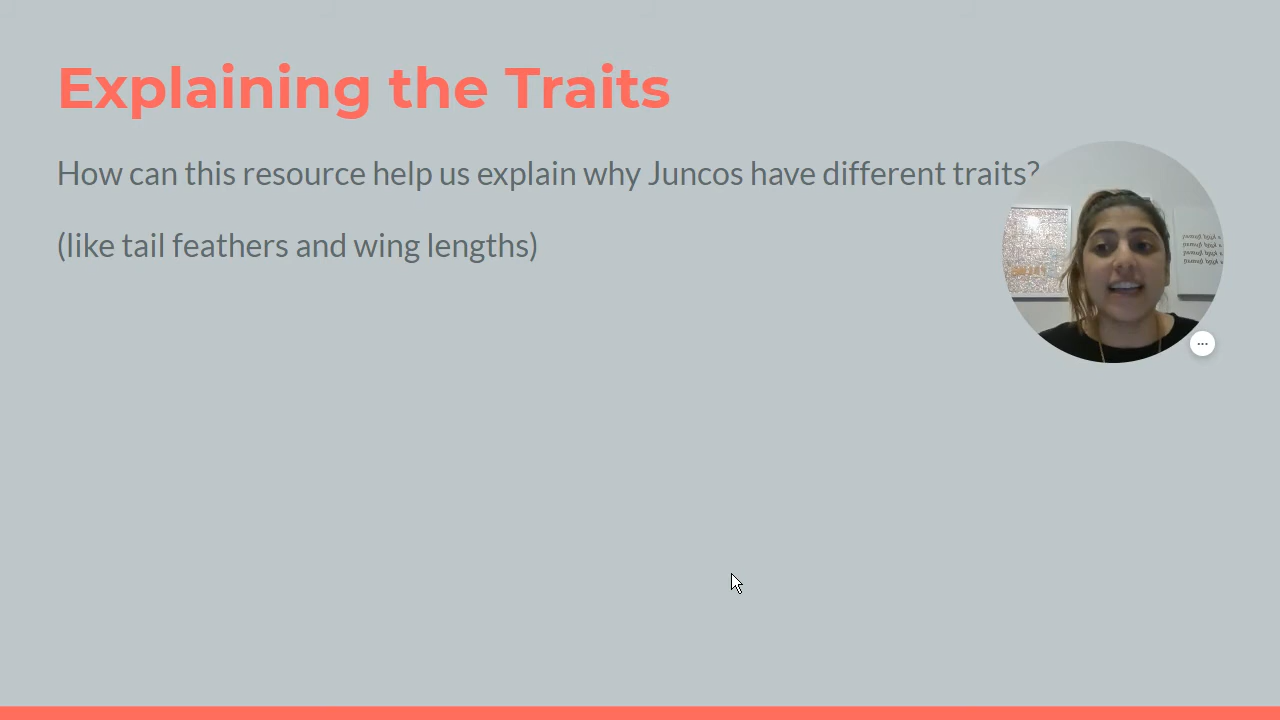 Explaining the Traits
How can this resource help us explain why Juncos have different traits?
(like tail feathers and wing lengths)